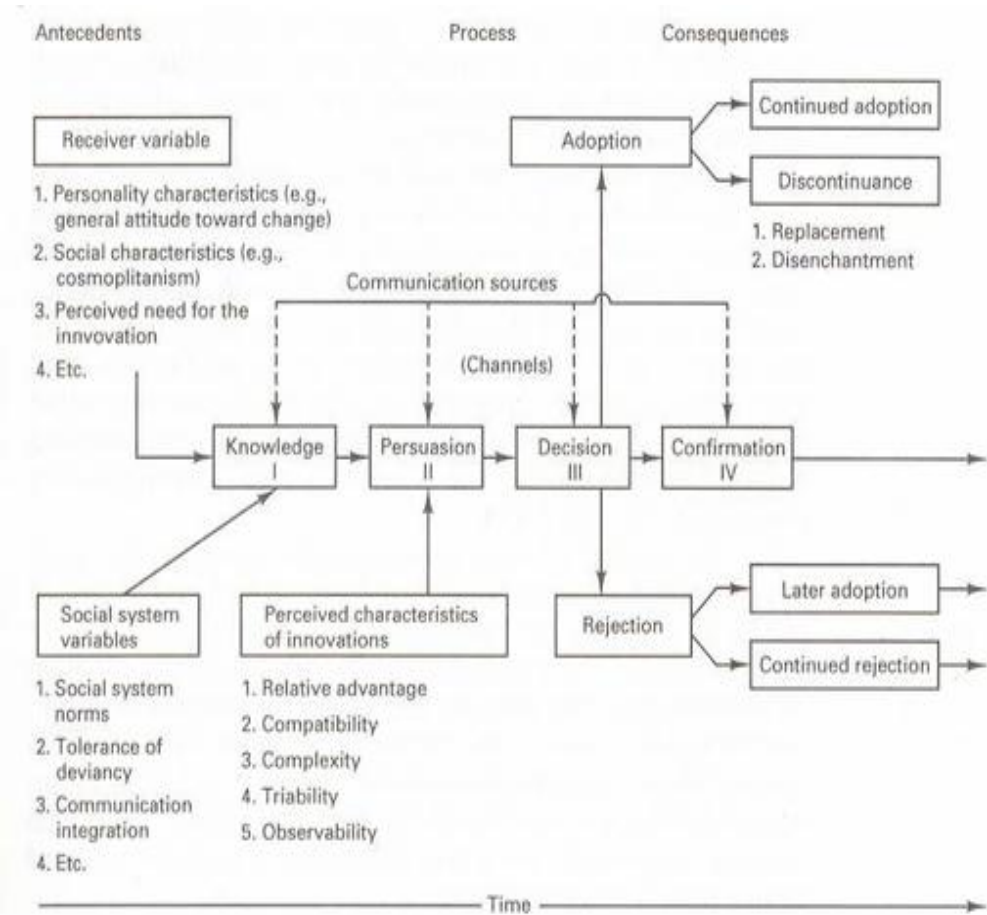 Antecedents
Process
Consequences
Receiver variable
1. Personality characteristics (e.g.,
general attitude toward change)
2. Social characteristics (e.g.,
cosmoplitanism)
3. Perceived need for the
innvovation
4. Etc.
Adoption
Continued adoption
Discontinuance
1. Replacement
2. Disenchantment
Communication sources
(Channels)
Knowledge
I
Persuasion
II
Decision
III
Confirmation
IV
Social system
variables
1. Social system
norms
2. Tolerance of
deviancy
3. Communication
integration
4. Etc.
Perceived characteristics
of innovations
1. Relative advantage
2. Compatibility
3. Complexity
4. Triability
5. Observability
Rejection
Later adoption
Continued rejection
Time